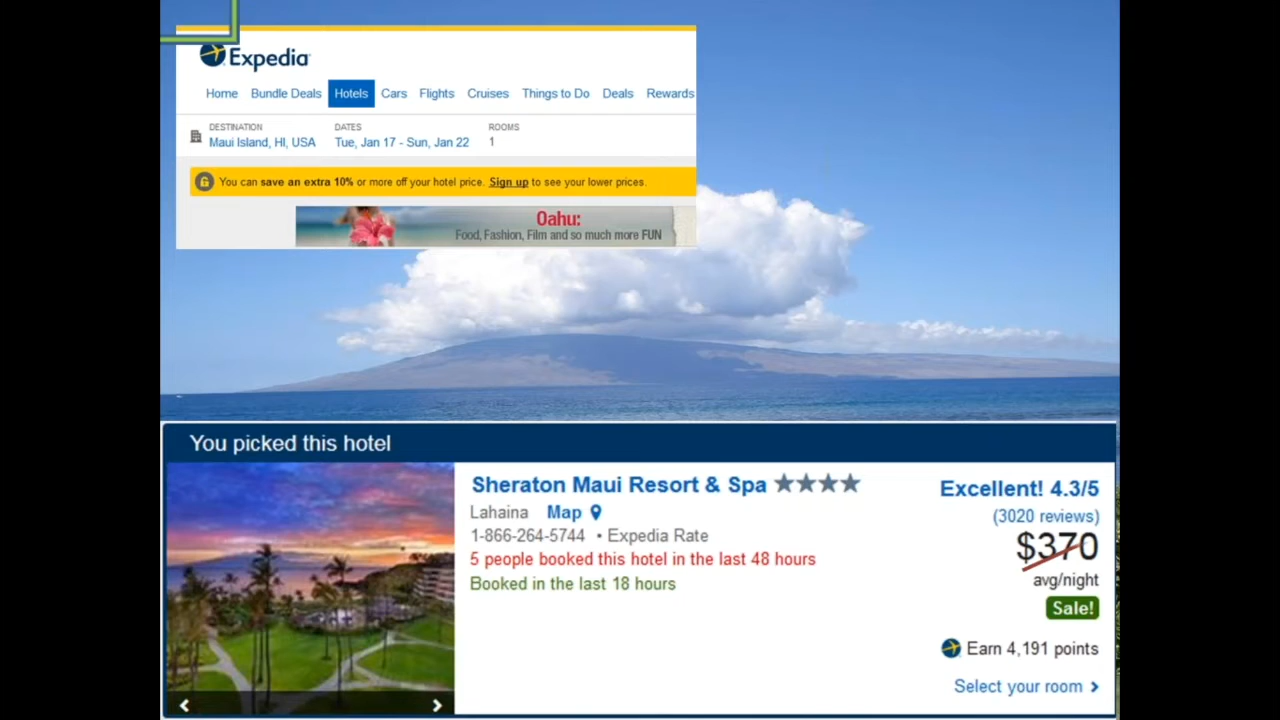 Expedia
Home Bundle Deals Hotels Cars Flights Cruises Things to Do Deals Rewards
DESTINATION DATES ROOMS
Maui Island, HI, USA Tue, Jan 17 - Sun, Jan 22 1
You can save an extra 10% or more off your hotel price. Sign up to see your lower prices.
Oahu:
Food, Fashion, Film and so much more FUN
You picked this hotel
Sheraton Maui Resort & Spa
Excellent! 4.3/5
Lahaina Map
(3020 reviews)
1-866-264-5744 • Expedia Rate
$370
5 people booked this hotel in the last 48 hours
avg/night
Booked in the last 18 hours
Sale!
Earn 4,191 points
Select your room